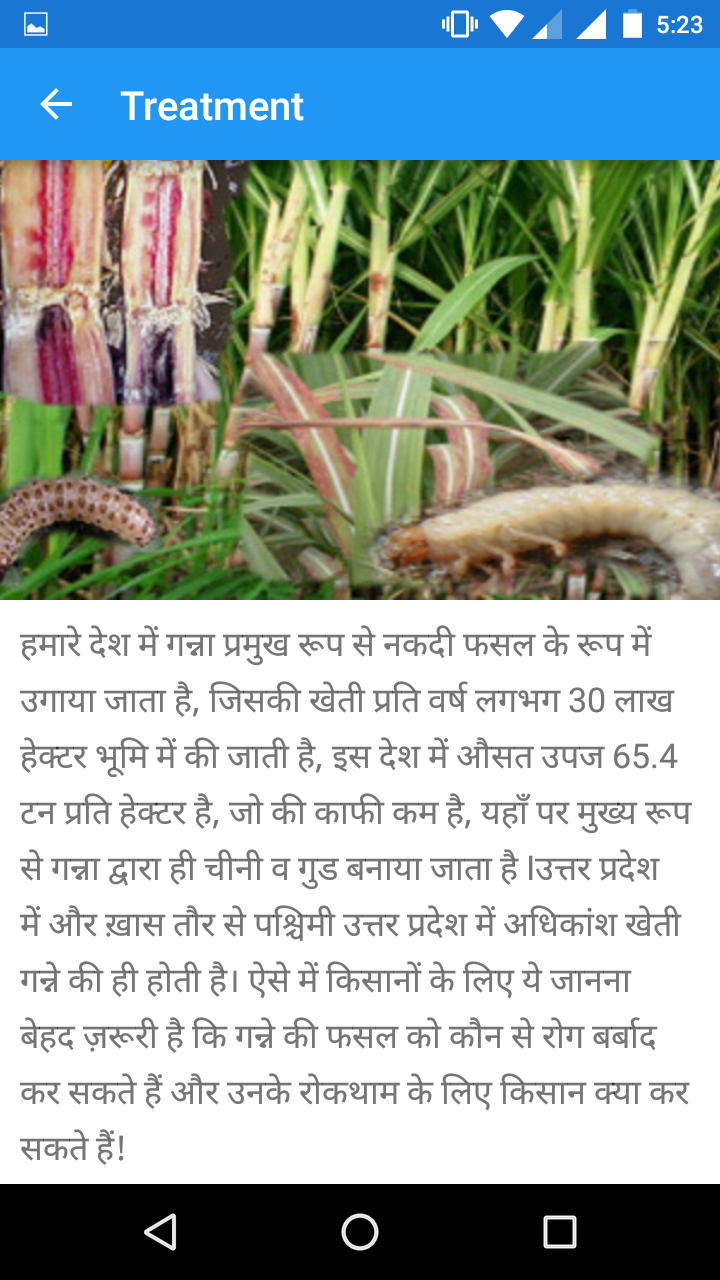 5:23
Treatment
हमारे देश में गन्ना प्रमुख रूप से नकदी फसल के रूप में
उगाया जाता है, जिसकी खेती प्रति वर्ष लगभग 30 लाख
हेक्टर भूमि में की जाती है, इस देश में औसत उपज 65.4
टन प्रति हेक्टर है, जो की काफी कम है, यहाँ पर मुख्य रूप
से गन्ना द्वारा ही चीनी व गुड बनाया जाता है lउत्तर प्रदेश
में और ख़ास तौर से पश्चिमी उत्तर प्रदेश में अधिकांश खेती
गन्ने की ही होती है। ऐसे में किसानों के लिए ये जानना
बेहद ज़रूरी है कि गन्ने की फसल को कौन से रोग बर्बाद
कर सकते हैं और उनके रोकथाम के लिए किसान क्या कर
सकते हैं!